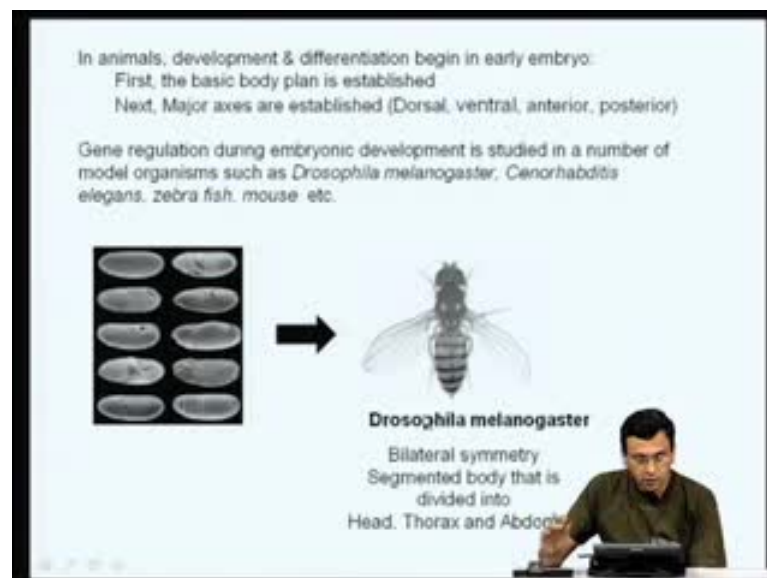 In animals, development & differentiation begin in early embryo:
First, the basic body plan is established
Next, Major axes are established (Dorsal, ventral, anterior, posterior)
Gene regulation during embryonic development is studied in a number of
model organisms such as Drosophila melanogaster, Cenorhabditis
elegans, zebra fish, mouse etc.
Drosophila melanogaster
Bilateral symmetry
Segmented body that is
divided into
Head, Thorax and